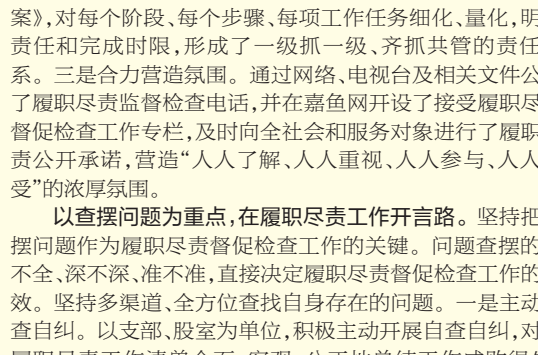 案》,对每个阶段、每个步骤、每项工作任务细化、量化,明
责任和完成时限,形成了一级抓一级、齐抓共管的责任
系。三是合力营造氛围。通过网络、电视台及相关文件公
了履职尽责监督检查电话,并在嘉鱼网开设了接受履职尽
督促检查工作专栏,及时向全社会和服务对象进行了履职
责公开承诺,营造“人人了解、人人重视、人人参与、人人
受”的浓厚氛围。
以查摆问题为重点,在履职尽责工作开言路。坚持把
摆问题作为履职尽责督促检查工作的关键。问题查摆的
不全、深不深、准不准,直接决定履职尽责督促检查工作的
效。坚持多渠道、全方位查找自身存在的问题。一是主动
查自纠。以支部、股室为单位,积极主动开展自查自纠,对